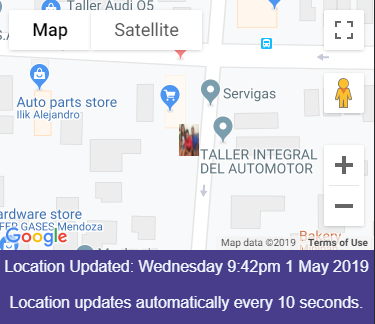 Taller Audi Q5
Map
Satellite
Auto parts store
Ilik Alejandro
Servigas
TALLER INTEGRAL
DEL AUTOMOTOR
ardware store
FER GASES Mendoza
Google
Bakery
Map data ©2019
Terms of Use
Location Updated: Wednesday 9:42pm 1 May 2019
Location updates automatically every 10 seconds.